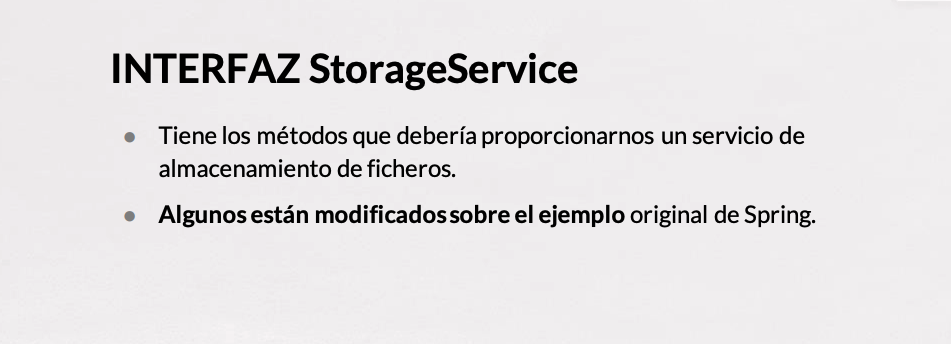 INTERFAZ StorageService
● Tiene los métodos que debería proporcionarnos un servicio de
almacenamiento de ficheros.
● Algunos están modificados sobre el ejemplo original de Spring.